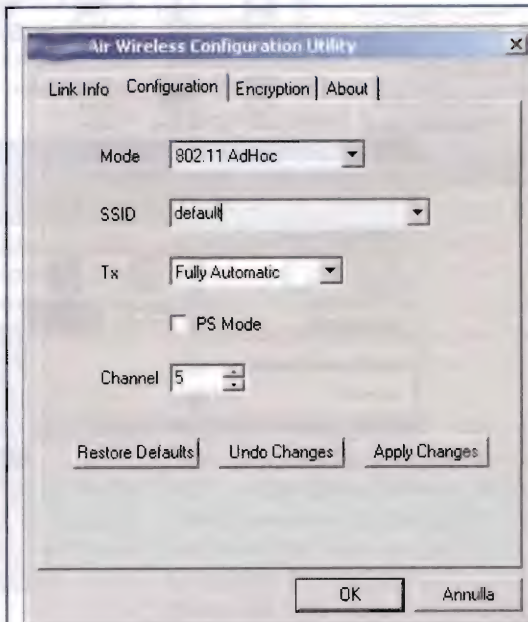 Air Wireless Configuration Utility
Link Info Configuration Encryption About
Mode 802.11 AdHoc
SSID default
Tx Fully Automatic
PS Mode
Channel 5
Restore Defaults Undo Changes Apply Changes
OK Annulla